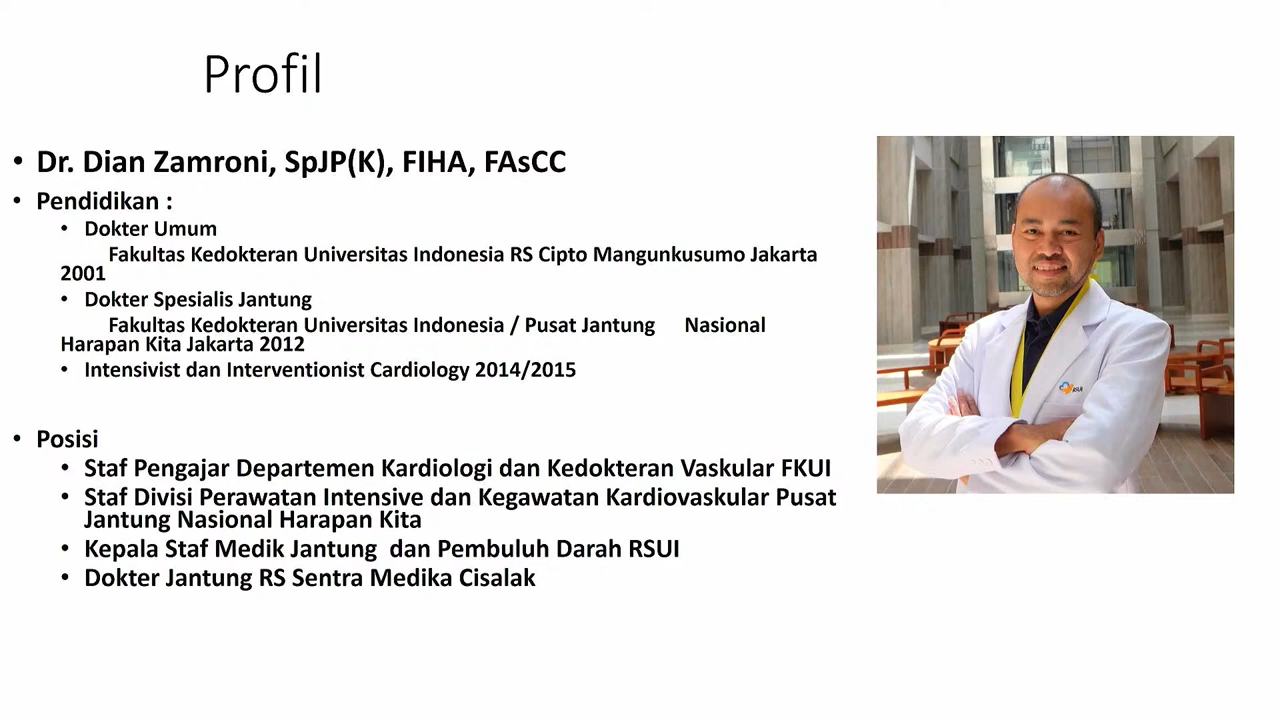 Profil
• Dr. Dian Zamroni, SpJP(K), FIHA, FAsCC
• Pendidikan :
• Dokter Umum
Fakultas Kedokteran Universitas Indonesia RS Cipto Mangunkusumo Jakarta
2001
• Dokter Spesialis Jantung
Fakultas Kedokteran Universitas Indonesia / Pusat Jantung Nasional
Harapan Kita Jakarta 2012
• Intensivist dan Interventionist Cardiology 2014/2015
• Posisi
• Staf Pengajar Departemen Kardiologi dan Kedokteran Vaskular FKUI
• Staf Divisi Perawatan Intensive dan Kegawatan Kardiovaskular Pusat
Jantung Nasional Harapan Kita
• Kepala Staf Medik Jantung dan Pembuluh Darah RSUI
• Dokter Jantung RS Sentra Medika Cisalak
RSUI